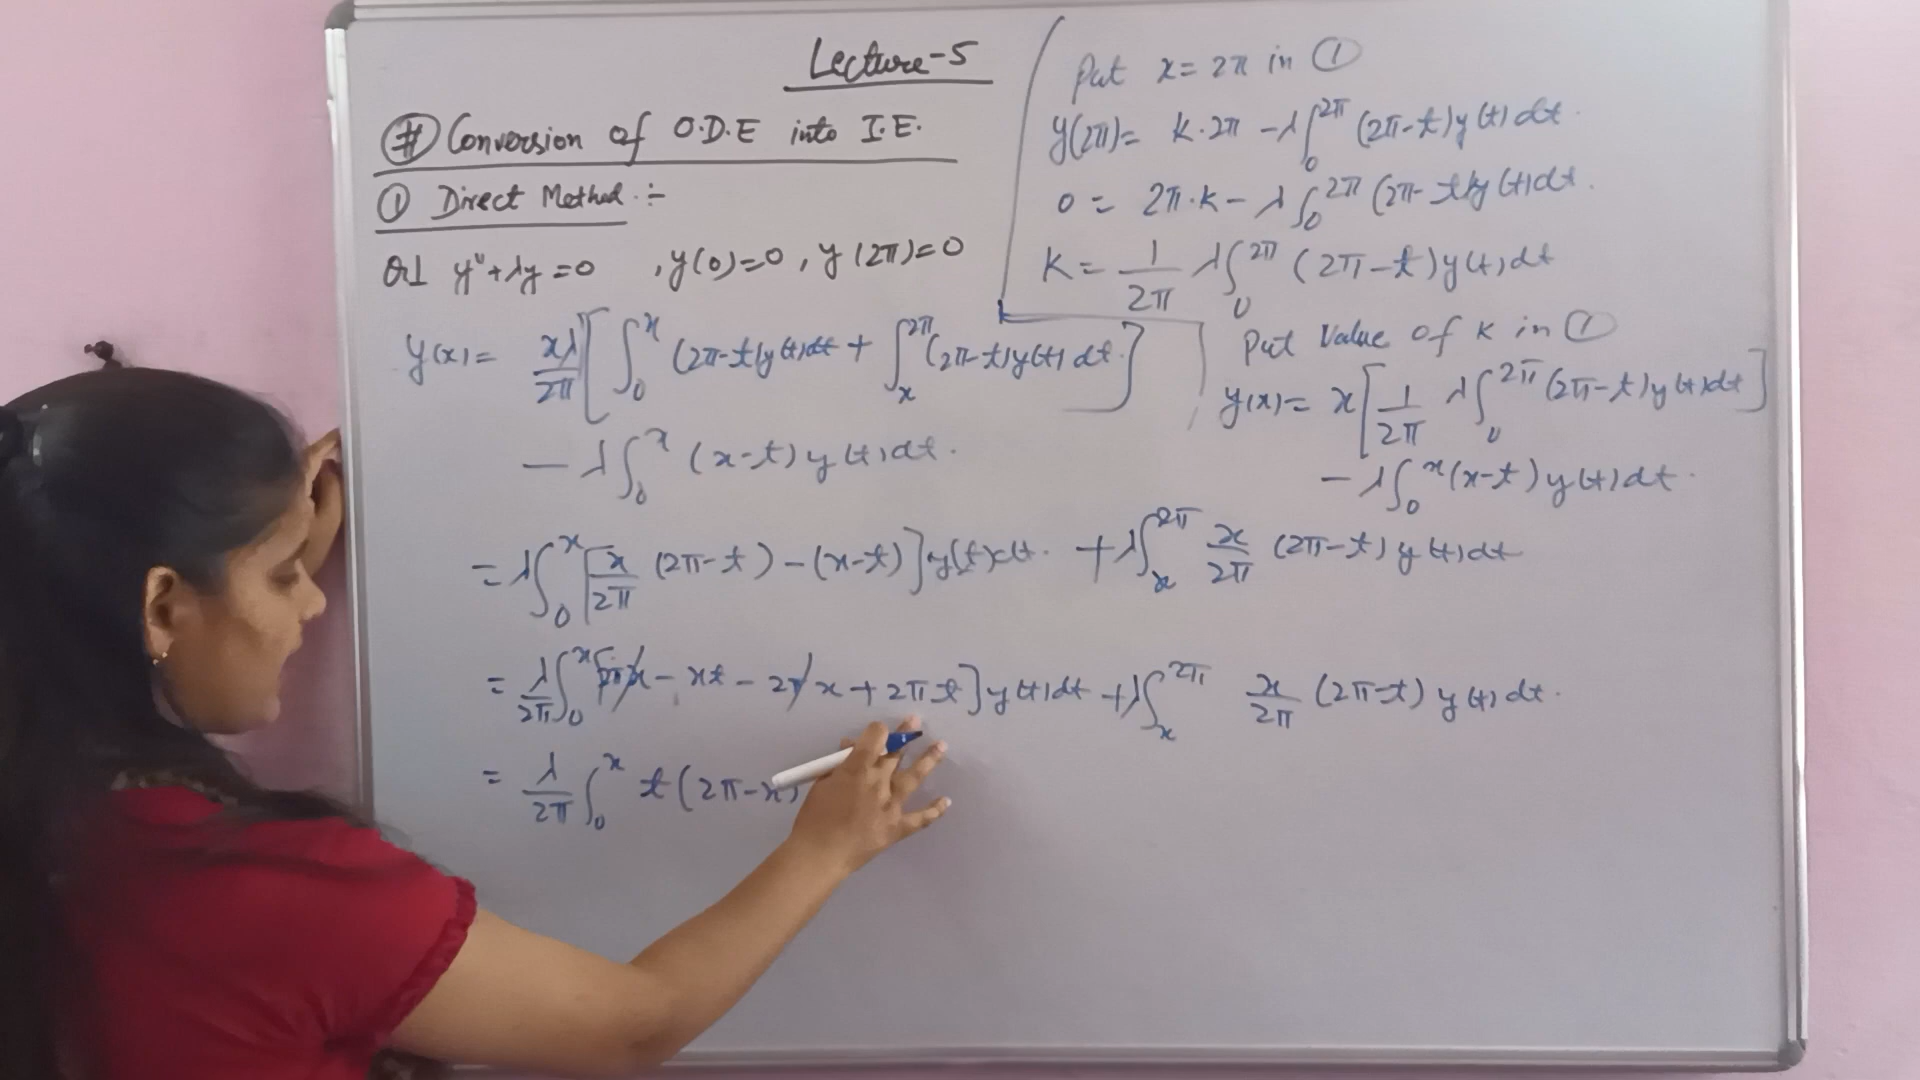 Lecture-5
# Conversion of O.D.E into I.E.
① Direct Method :-
Q1 y''+λy=0 , y(0)=0, y(2π)=0
y(x)= xλ/2π [∫₀ˣ (2π-t)y(t)dt + ∫ₓ²π (2π-t)y(t)dt]
- λ∫₀ˣ (x-t)y(t)dt.
= λ∫₀ˣ [x/2π (2π-t) - (x-t)]y(t)dt. + λ∫ₓ²π x/2π (2π-t)y(t)dt
= λ/2π ∫₀ˣ [2πx - xt - 2πx + 2πt]y(t)dt + λ∫ₓ²π x/2π (2π-t)y(t)dt.
= λ/2π ∫₀ˣ t(2π-x)
Put x=2π in ①
y(2π)= K.2π - λ∫₀²π (2π-t)y(t)dt.
0 = 2π.K - λ∫₀²π (2π-t)y(t)dt.
K = 1/2π λ∫₀²π (2π-t)y(t)dt
Put Value of K in ①
y(x)= x[1/2π λ∫₀²π (2π-t)y(t)dt]
- λ∫₀ˣ(x-t)y(t)dt.